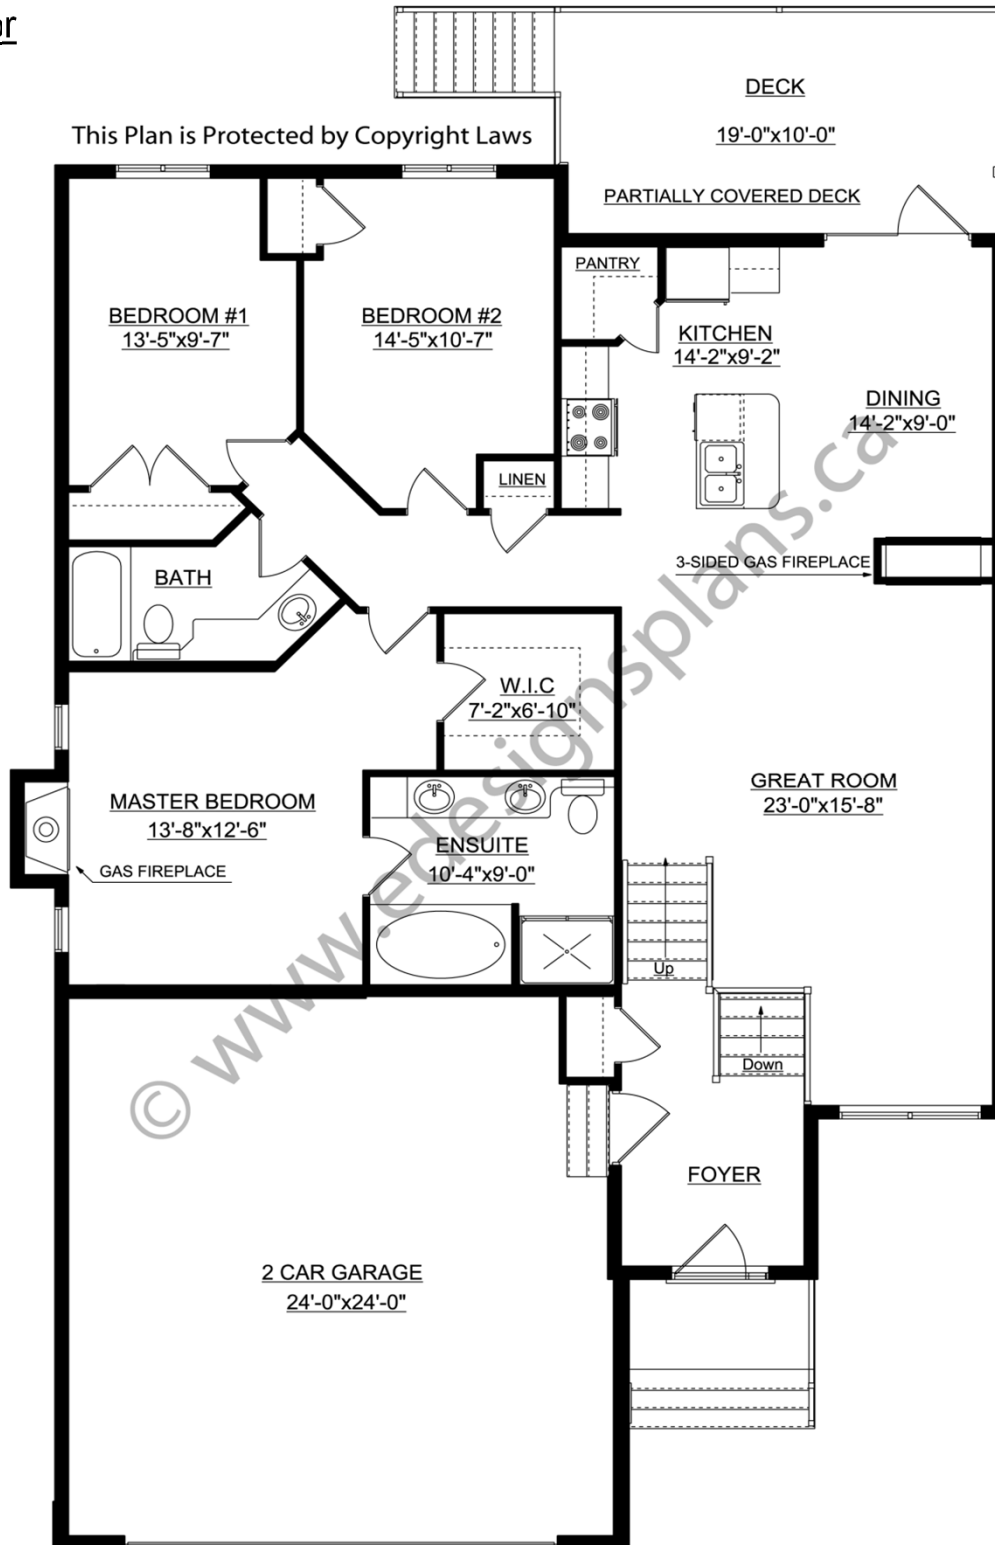 This Plan is Protected by Copyright Laws
DECK
19'-0"x10'-0"
PARTIALLY COVERED DECK
PANTRY
BEDROOM #1
13'-5"x9'-7"
BEDROOM #2
14'-5"x10'-7"
KITCHEN
14'-2"x9'-2"
DINING
14'-2"x9'-0"
LINEN
3-SIDED GAS FIREPLACE
BATH
W.I.C
7'-2"x6'-10"
GREAT ROOM
23'-0"x15'-8"
MASTER BEDROOM
13'-8"x12'-6"
GAS FIREPLACE
ENSUITE
10'-4"x9'-0"
Up
Down
FOYER
2 CAR GARAGE
24'-0"x24'-0"
© www.edesignsplans.ca